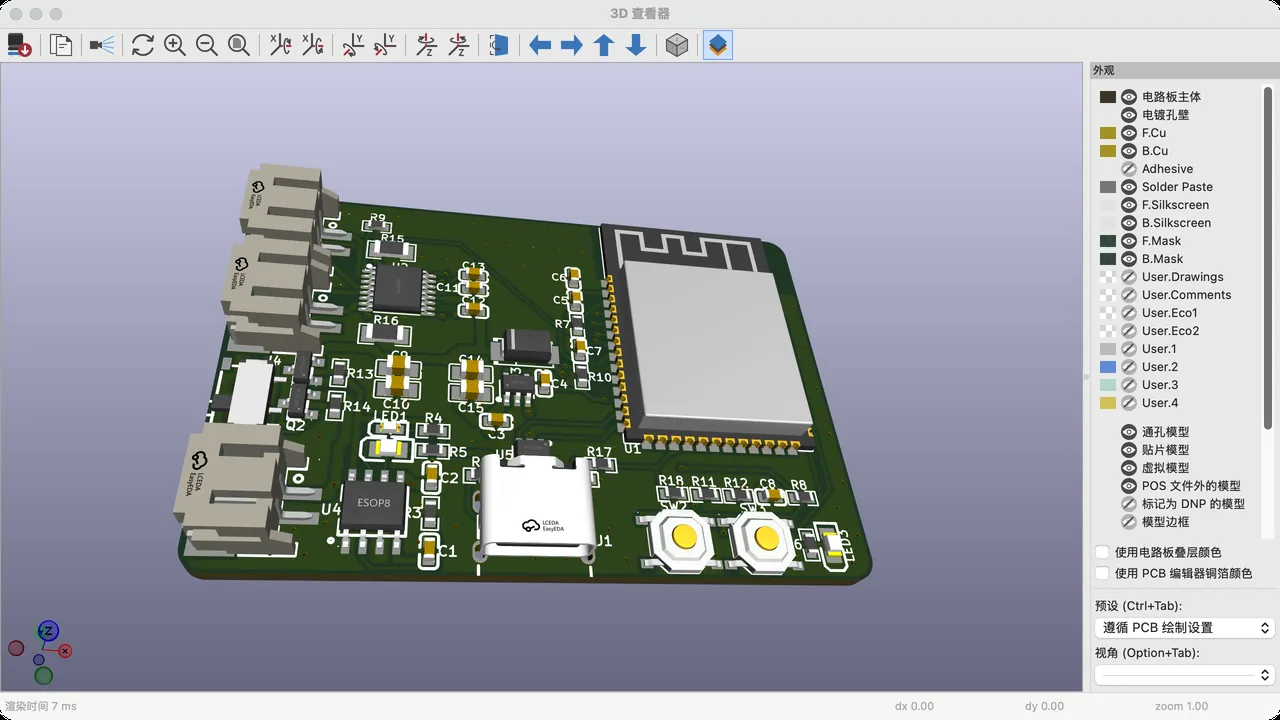 3D 查看器
外观
电路板主体
电镀孔壁
F.Cu
B.Cu
Adhesive
Solder Paste
F.Silkscreen
B.Silkscreen
F.Mask
B.Mask
User.Drawings
User.Comments
User.Eco1
User.Eco2
User.1
User.2
User.3
User.4
通孔模型
贴片模型
虚拟模型
POS 文件外的模型
标记为 DNP 的模型
模型边框
使用电路板叠层颜色
使用 PCB 编辑器铜箔颜色
预设 (Ctrl+Tab):
遵循 PCB 绘制设置
视角 (Option+Tab):
LCEDA
EasyEDA
LCEDA
EasyEDA
R9
R15
C13
C11
C12
R16
C6
C5
R7
C7
R10
C9
C10
C14
C15
C4
C3
R13
R14
Q2
LED1
R4
R5
C2
U5
R17
U1
LCEDA
EasyEDA
U4
ESOP8
R3
C1
LCEDA
EasyEDA
J1
R18
R11
R12
C8
R8
SW2
LED3
Z
X
渲染时间 7 ms
dx 0.00
dy 0.00
zoom 1.00